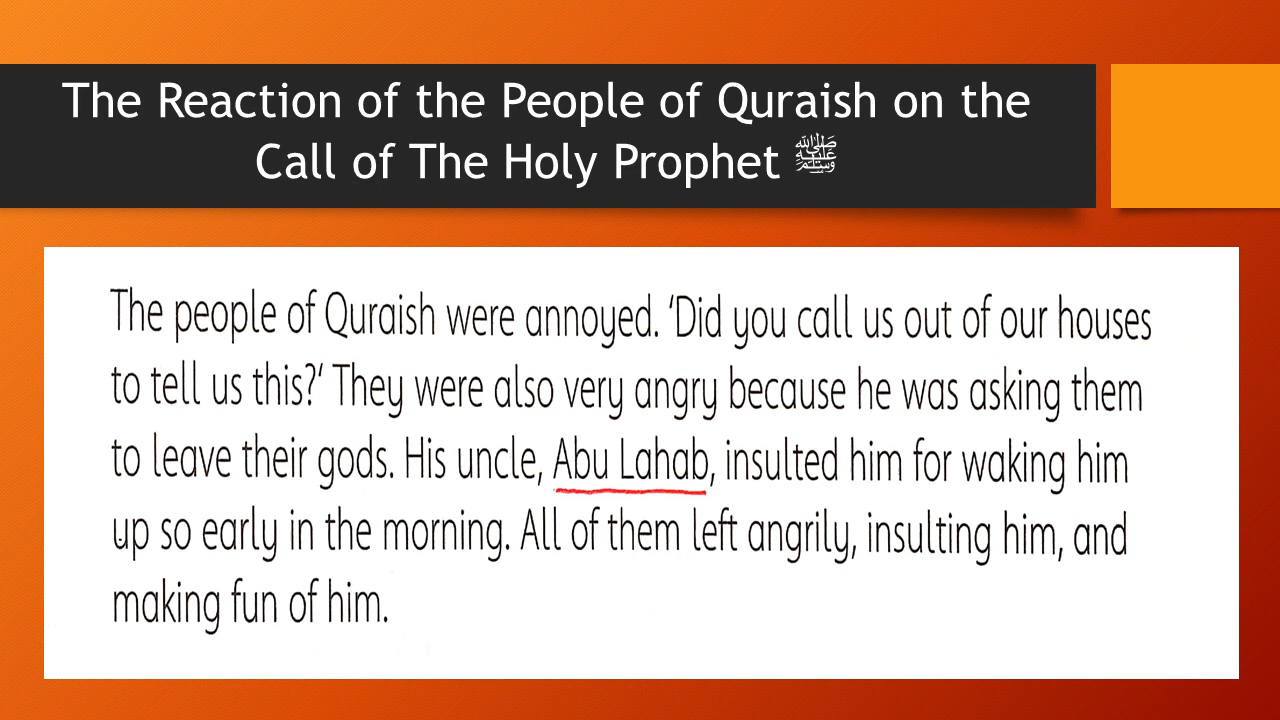 The Reaction of the People of Quraish on the
Call of The Holy Prophet ﷺ
The people of Quraish were annoyed. ‘Did you call us out of our houses
to tell us this?’ They were also very angry because he was asking them
to leave their gods. His uncle, Abu Lahab, insulted him for waking him
up so early in the morning. All of them left angrily, insulting him, and
making fun of him.